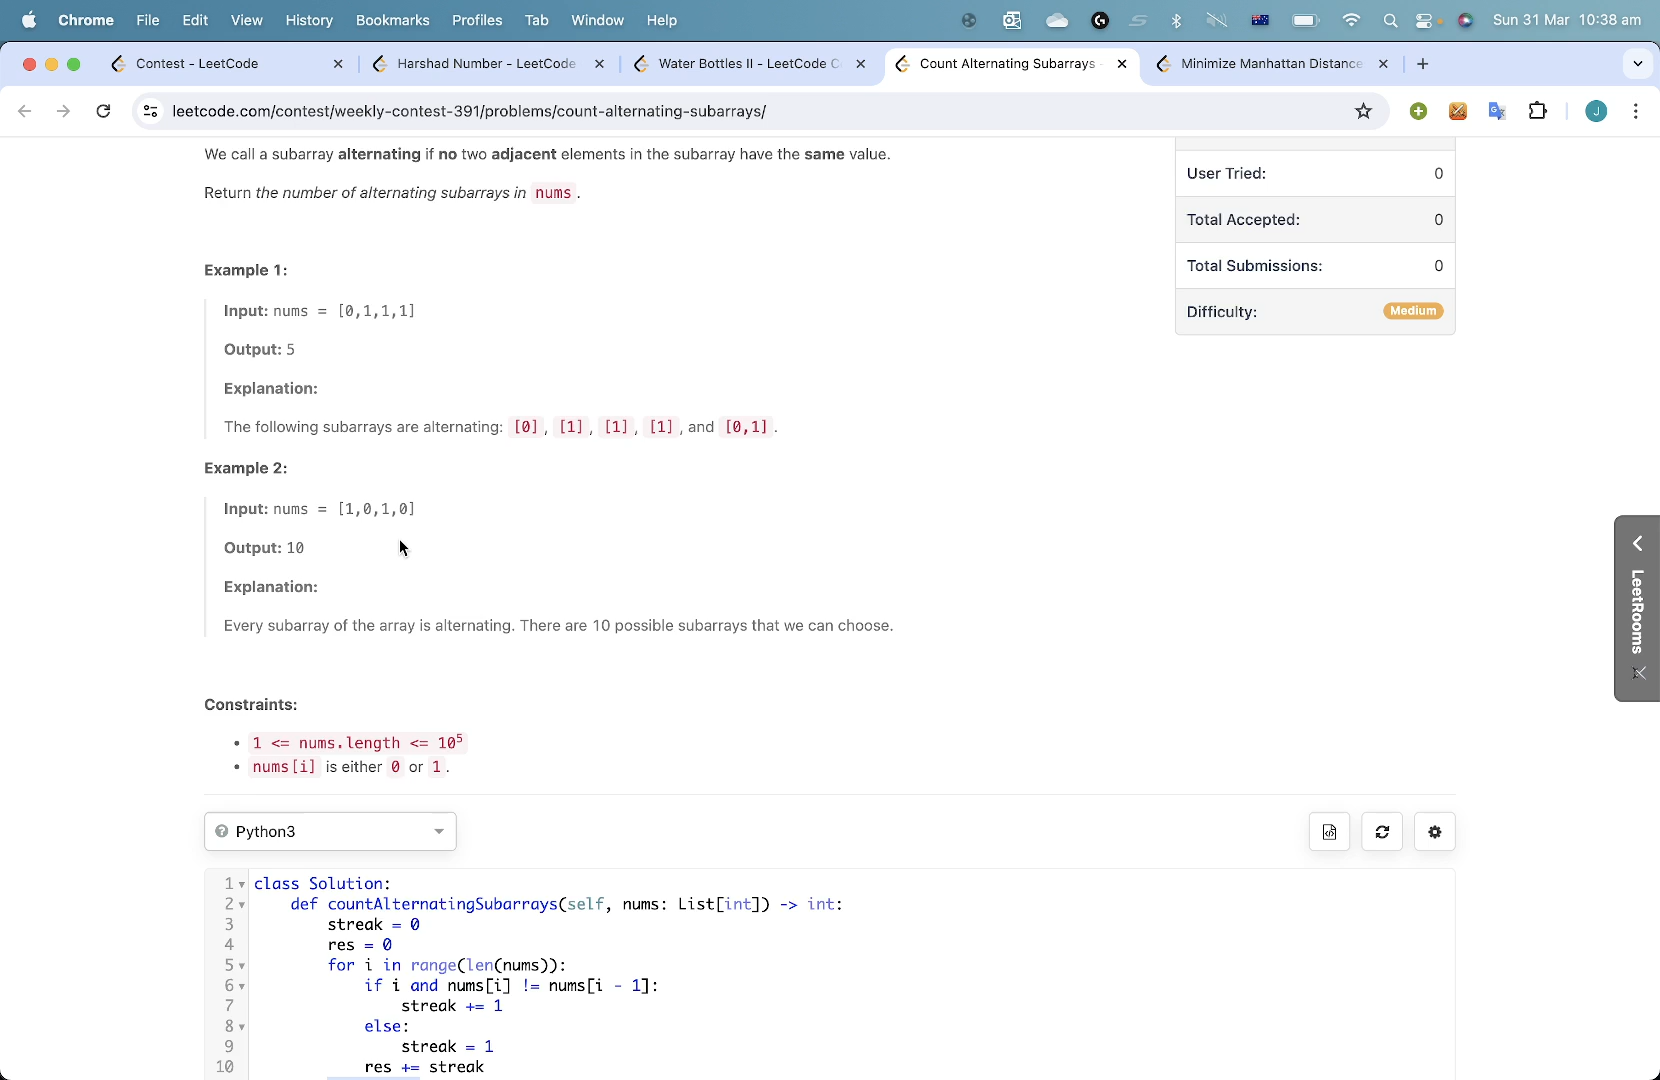 Chrome File Edit View History Bookmarks Profiles Tab Window Help Sun 31 Mar 10:38 am
Contest - LeetCode Harshad Number - LeetCode Water Bottles II - LeetCode C Count Alternating Subarrays - Minimize Manhattan Distance
leetcode.com/contest/weekly-contest-391/problems/count-alternating-subarrays/ J
We call a subarray alternating if no two adjacent elements in the subarray have the same value.
Return the number of alternating subarrays in nums.
User Tried: 0
Total Accepted: 0
Total Submissions: 0
Difficulty: Medium
Example 1:
Input: nums = [0,1,1,1]
Output: 5
Explanation:
The following subarrays are alternating: [0], [1], [1], [1], and [0,1].
Example 2:
Input: nums = [1,0,1,0]
Output: 10
Explanation:
Every subarray of the array is alternating. There are 10 possible subarrays that we can choose.
LeetRooms
Constraints:
• 1 <= nums.length <= 10⁵
• nums[i] is either 0 or 1.
Python3
1 class Solution:
2 def countAlternatingSubarrays(self, nums: List[int]) -> int:
3 streak = 0
4 res = 0
5 for i in range(len(nums)):
6 if i and nums[i] != nums[i - 1]:
7 streak += 1
8 else:
9 streak = 1
10 res += streak